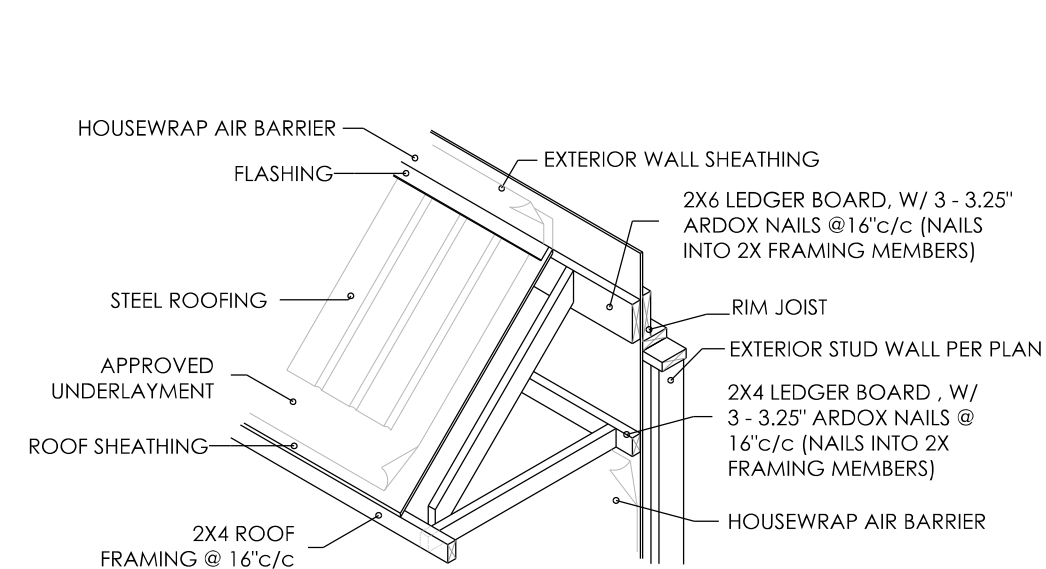 HOUSEWRAP AIR BARRIER
FLASHING
EXTERIOR WALL SHEATHING
2X6 LEDGER BOARD, W/ 3 - 3.25"
ARDOX NAILS @16"c/c (NAILS
INTO 2X FRAMING MEMBERS)
STEEL ROOFING
RIM JOIST
EXTERIOR STUD WALL PER PLAN
APPROVED
UNDERLAYMENT
2X4 LEDGER BOARD , W/
3 - 3.25" ARDOX NAILS @
16"c/c (NAILS INTO 2X
FRAMING MEMBERS)
ROOF SHEATHING
HOUSEWRAP AIR BARRIER
2X4 ROOF
FRAMING @ 16"c/c